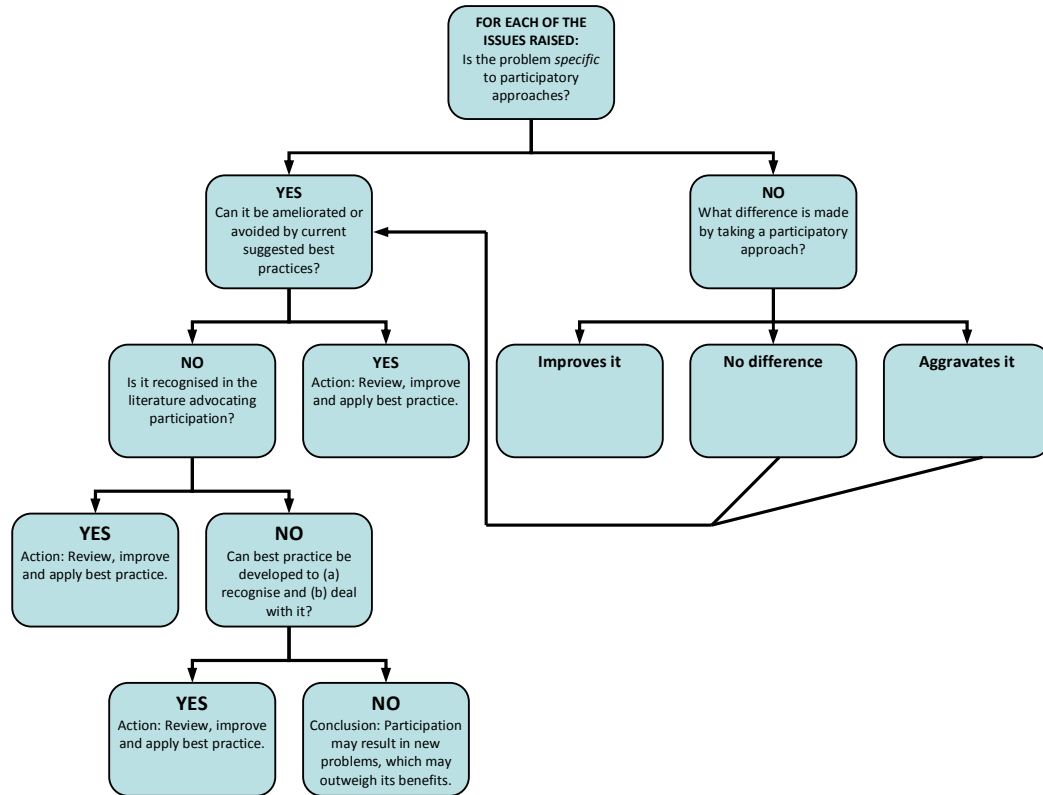 FOR EACH OF THE
ISSUES RAISED:
Is the problem specific
to participatory
approaches?
YES
Can it be ameliorated or
avoided by current
suggested best
practices?
NO
What difference is made
by taking a participatory
approach?
NO
Is it recognised in the
literature advocating
participation?
YES
Action: Review, improve
and apply best practice.
Improves it
No difference
Aggravates it
YES
Action: Review, improve
and apply best practice.
NO
Can best practice be
developed to (a)
recognise and (b) deal
with it?
YES
Action: Review, improve
and apply best practice.
NO
Conclusion: Participation
may result in new
problems, which may
outweigh its benefits.